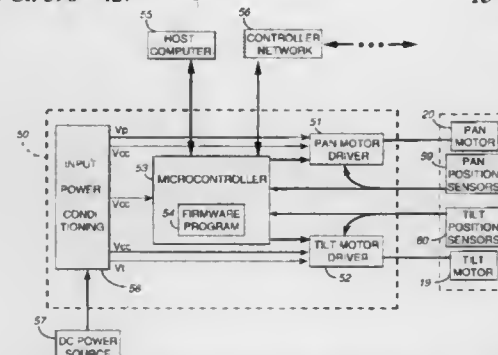 55
HOST
COMPUTER
56
CONTROLLER
NETWORK
50
INPUT
POWER
CONDITIONING
Vp
Vcc
Vcc
Vcc
Vt
53
MICROCONTROLLER
54
FIRMWARE
PROGRAM
51
PAN MOTOR
DRIVER
TILT MOTOR
DRIVER
52
20
PAN
MOTOR
59
PAN
POSITION
SENSORS
TILT
POSITION
SENSORS
60
TILT
MOTOR
19
58
57
DC POWER
SOURCE